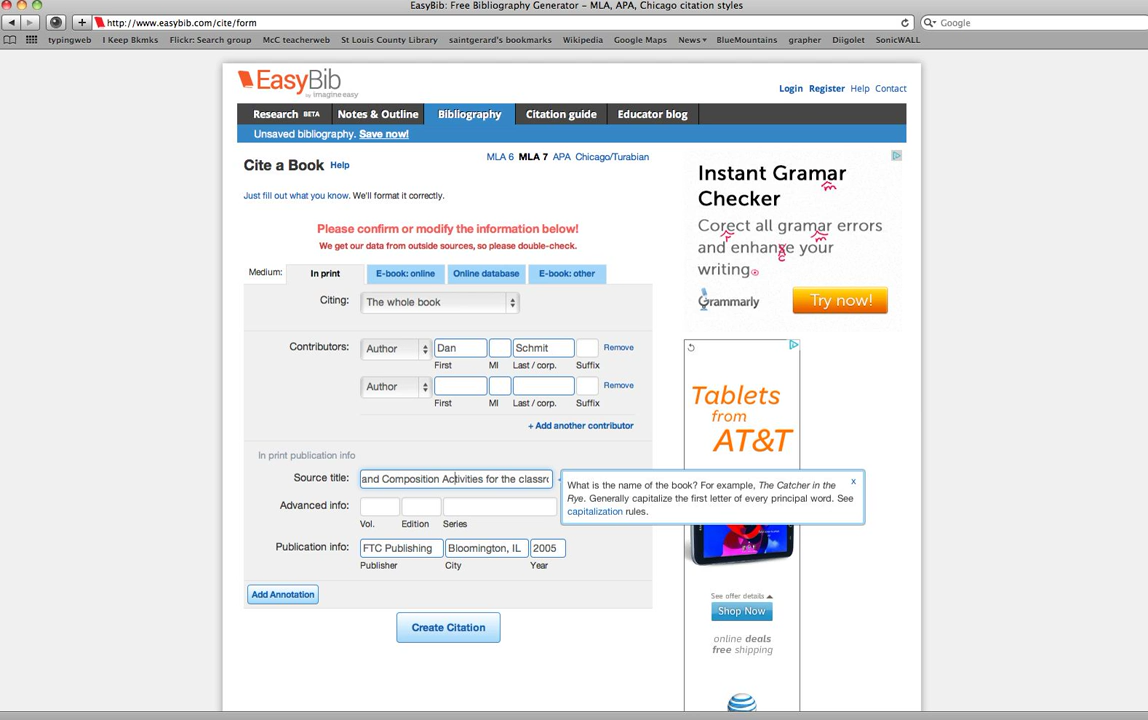 EasyBib: Free Bibliography Generator – MLA, APA, Chicago citation styles
http://www.easybib.com/cite/form
Google
typingweb I Keep Bkmks Flickr: Search group McC teacherweb St Louis County Library saintgerard's bookmarks Wikipedia Google Maps News BlueMountains grapher Diigolet SonicWALL
EasyBib
by imagine easy
Login Register Help Contact
Research BETA Notes & Outline Bibliography Citation guide Educator blog
Unsaved bibliography. Save now!
Cite a Book Help
MLA 6 MLA 7 APA Chicago/Turabian
Just fill out what you know. We'll format it correctly.
Please confirm or modify the information below!
We get our data from outside sources, so please double-check.
Medium: In print E-book: online Online database E-book: other
Citing: The whole book
Contributors: Author Dan Schmit Remove
First MI Last / corp. Suffix
Author Remove
First MI Last / corp. Suffix
+ Add another contributor
In print publication info
Source title: and Composition Activities for the classro
What is the name of the book? For example, The Catcher in the
Rye. Generally capitalize the first letter of every principal word. See
capitalization rules.
x
Advanced info:
Vol. Edition Series
Publication info: FTC Publishing Bloomington, IL 2005
Publisher City Year
Add Annotation
Create Citation
Instant Gramar
m
Checker
Corect all gramar errors
r m
and enhanxe your
c
writing
Grammarly
Try now!
Tablets
from
AT&T
See offer details
Shop Now
online deals
free shipping